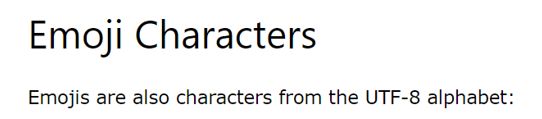 Emoji Characters
Emojis are also characters from the UTF-8 alphabet: